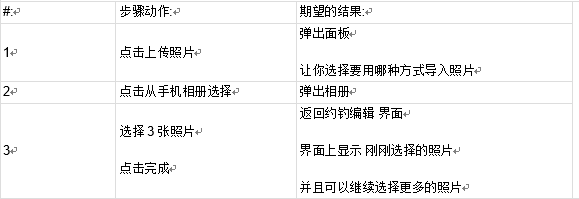 #: 步骤动作: 期望的结果:
1 点击上传照片 弹出面板
让你选择要用哪种方式导入照片
2 点击从手机相册选择 弹出相册
3 选择 3 张照片 返回约钓编辑 界面
点击完成 界面上显示 刚刚选择的照片
并且可以继续选择更多的照片